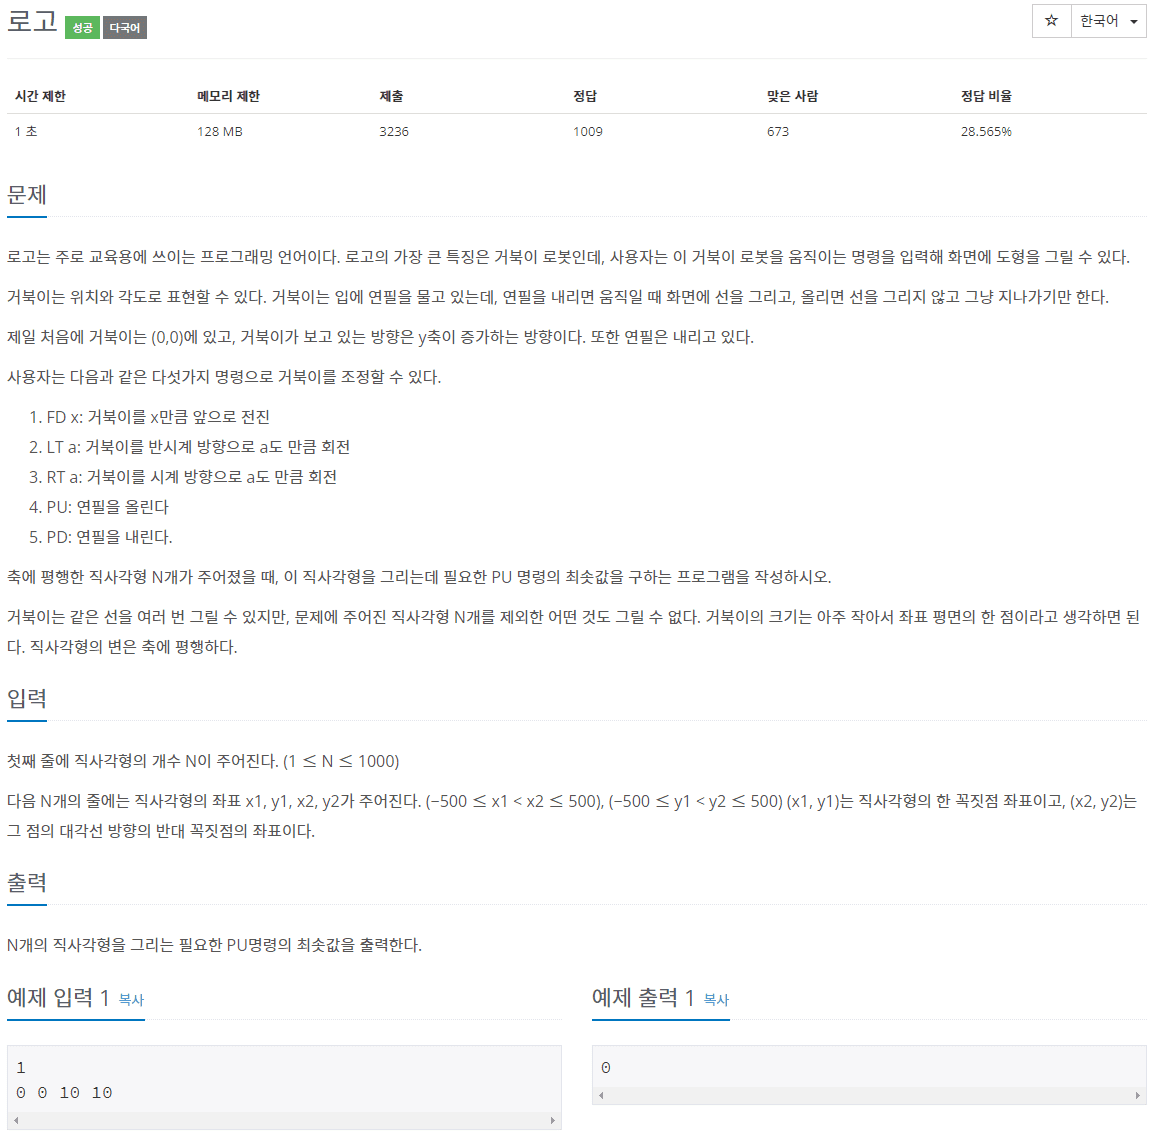 로고 성공 다국어
☆ 한국어
시간 제한 메모리 제한 제출 정답 맞은 사람 정답 비율
1 초 128 MB 3236 1009 673 28.565%
문제
로고는 주로 교육용에 쓰이는 프로그래밍 언어이다. 로고의 가장 큰 특징은 거북이 로봇인데, 사용자는 이 거북이 로봇을 움직이는 명령을 입력해 화면에 도형을 그릴 수 있다.
거북이는 위치와 각도로 표현할 수 있다. 거북이는 입에 연필을 물고 있는데, 연필을 내리면 움직일 때 화면에 선을 그리고, 올리면 선을 그리지 않고 그냥 지나가기만 한다.
제일 처음에 거북이는 (0,0)에 있고, 거북이가 보고 있는 방향은 y축이 증가하는 방향이다. 또한 연필은 내리고 있다.
사용자는 다음과 같은 다섯가지 명령으로 거북이를 조정할 수 있다.
1. FD x: 거북이를 x만큼 앞으로 전진
2. LT a: 거북이를 반시계 방향으로 a도 만큼 회전
3. RT a: 거북이를 시계 방향으로 a도 만큼 회전
4. PU: 연필을 올린다
5. PD: 연필을 내린다.
축에 평행한 직사각형 N개가 주어졌을 때, 이 직사각형을 그리는데 필요한 PU 명령의 최솟값을 구하는 프로그램을 작성하시오.
거북이는 같은 선을 여러 번 그릴 수 있지만, 문제에 주어진 직사각형 N개를 제외한 어떤 것도 그릴 수 없다. 거북이의 크기는 아주 작아서 좌표 평면의 한 점이라고 생각하면 된
다. 직사각형의 변은 축에 평행하다.
입력
첫째 줄에 직사각형의 개수 N이 주어진다. (1 ≤ N ≤ 1000)
다음 N개의 줄에는 직사각형의 좌표 x1, y1, x2, y2가 주어진다. (−500 ≤ x1 < x2 ≤ 500), (−500 ≤ y1 < y2 ≤ 500) (x1, y1)는 직사각형의 한 꼭짓점 좌표이고, (x2, y2)는
그 점의 대각선 방향의 반대 꼭짓점의 좌표이다.
출력
N개의 직사각형을 그리는 필요한 PU명령의 최솟값을 출력한다.
예제 입력 1 복사
1
0 0 10 10
예제 출력 1 복사
0